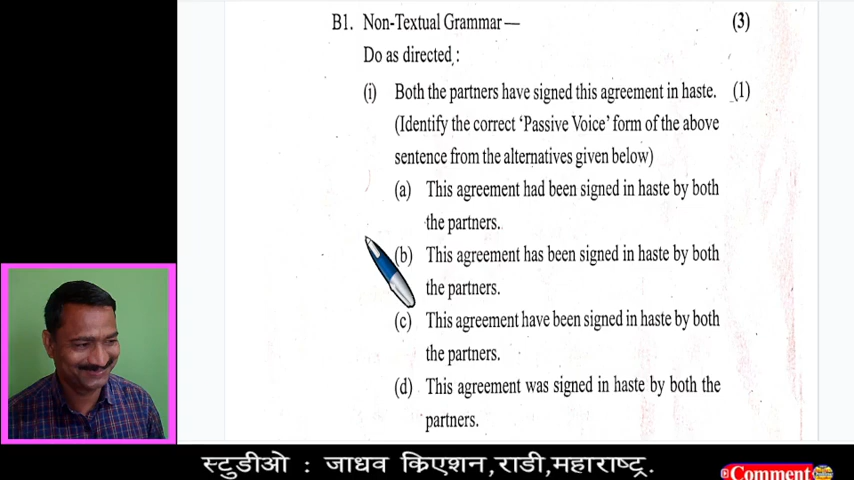 B1. Non-Textual Grammar— (3)
Do as directed :
(i) Both the partners have signed this agreement in haste. (1)
(Identify the correct ‘Passive Voice’ form of the above
sentence from the alternatives given below)
(a) This agreement had been signed in haste by both
the partners.
(b) This agreement has been signed in haste by both
the partners.
(c) This agreement have been signed in haste by both
the partners.
(d) This agreement was signed in haste by both the
partners.
स्टुडीओ : जाधव किएशन,राडी,महाराष्ट्र.
Comment